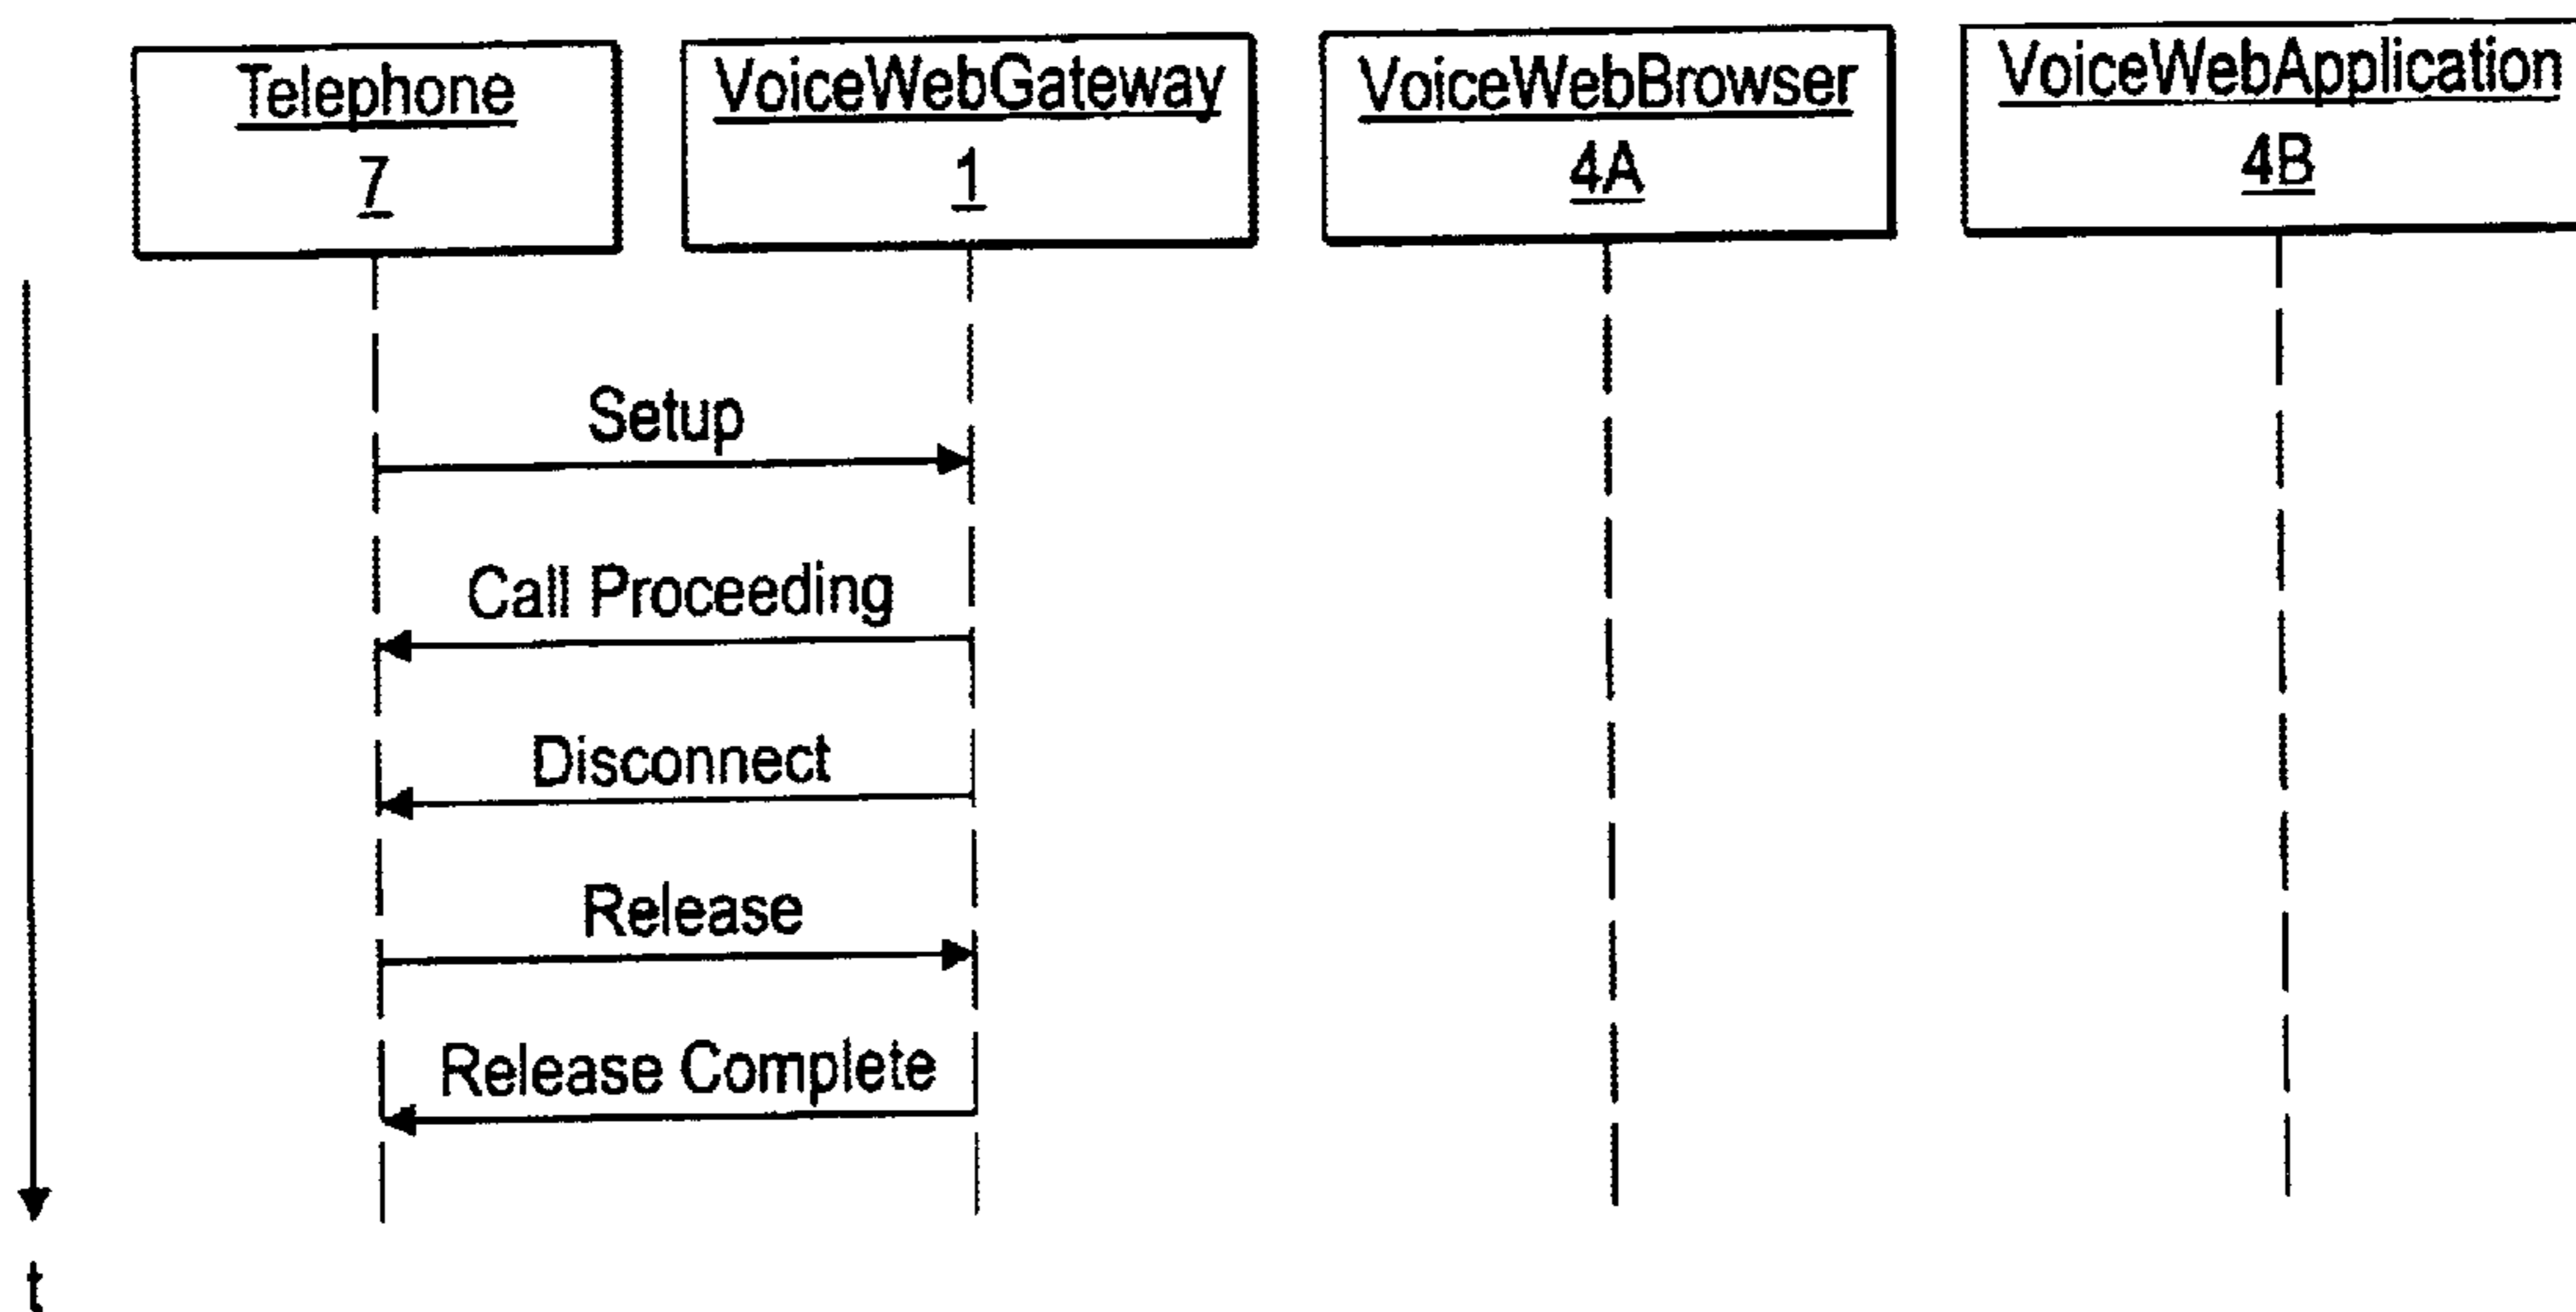 Telephone
7
VoiceWebGateway
1
VoiceWebBrowser
4A
VoiceWebApplication
4B
Setup
Call Proceeding
Disconnect
Release
Release Complete
t